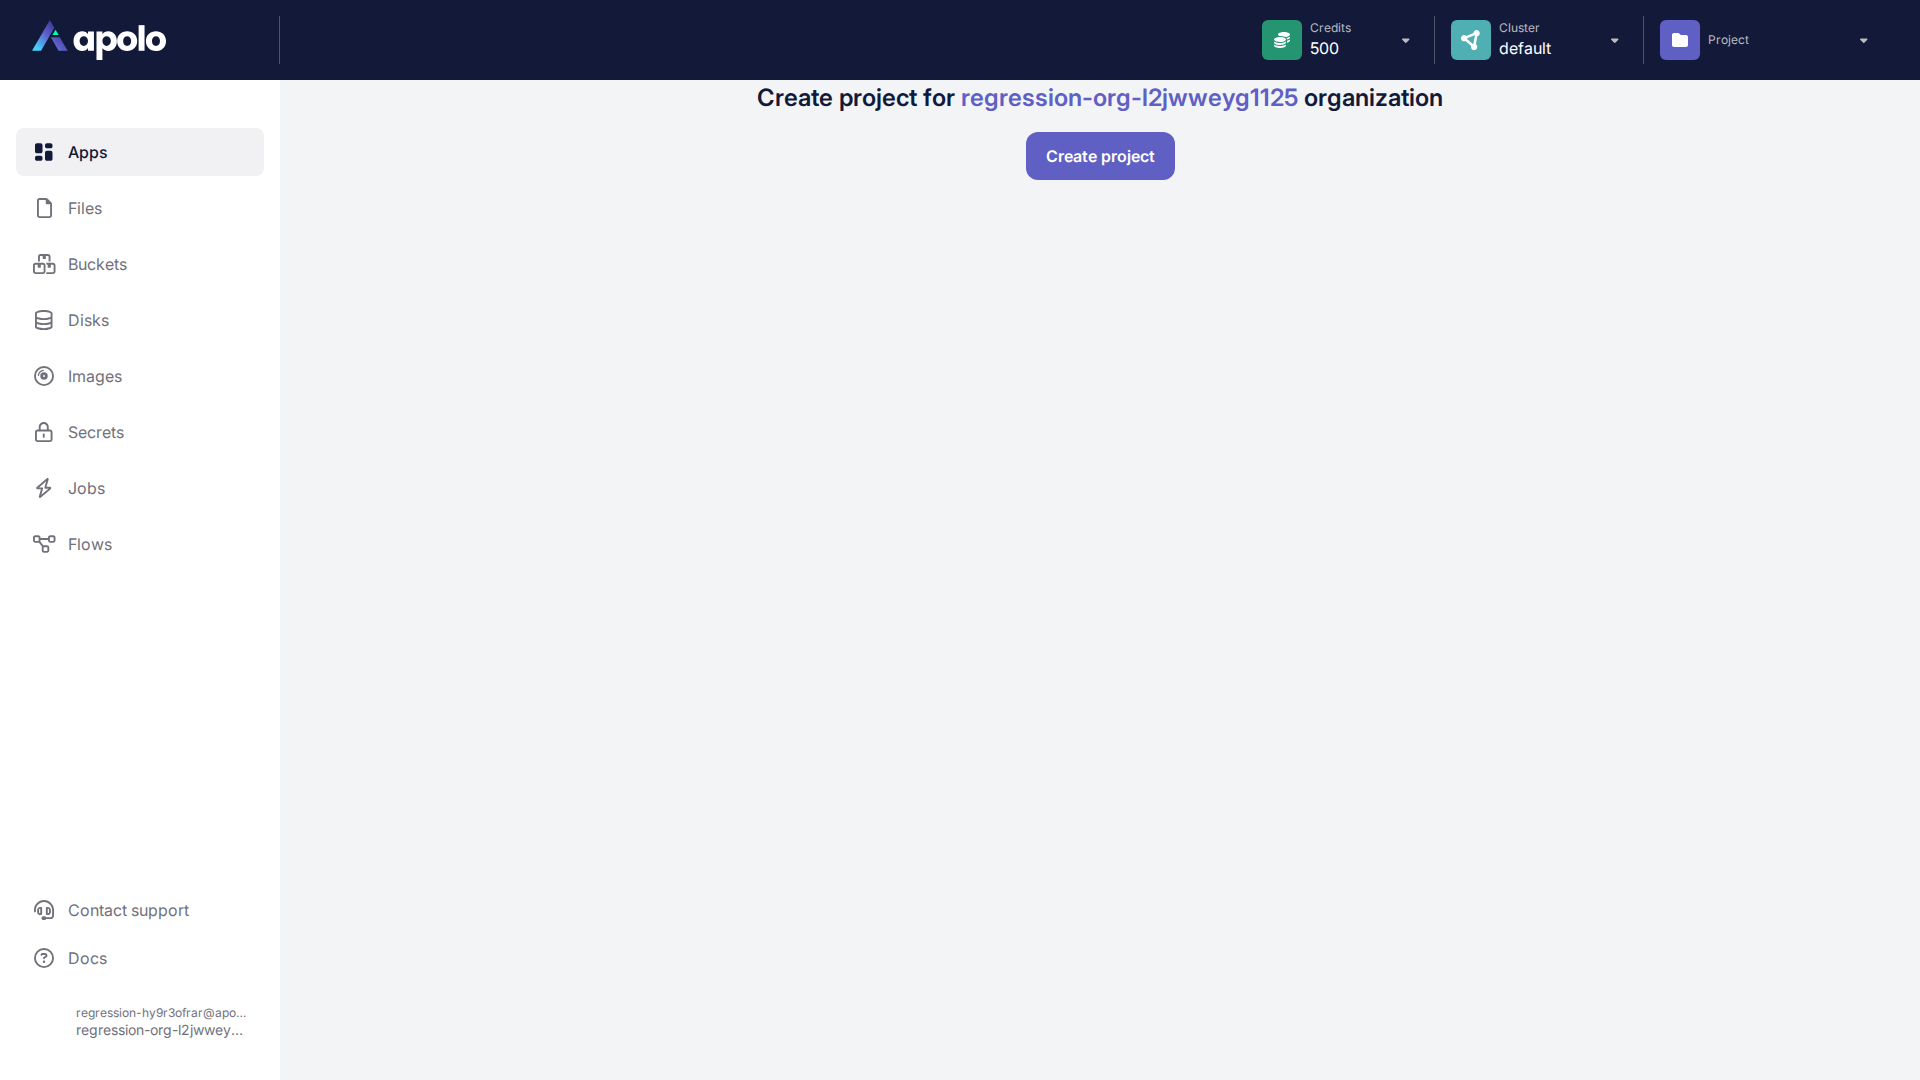 apolo
Credits
500
Cluster
default
Project
Create project for regression-org-l2jwweyg1125 organization
Create project
Apps
Files
Buckets
Disks
Images
Secrets
Jobs
Flows
Contact support
Docs
regression-hy9r3ofrar@apo...
regression-org-l2jwwey...